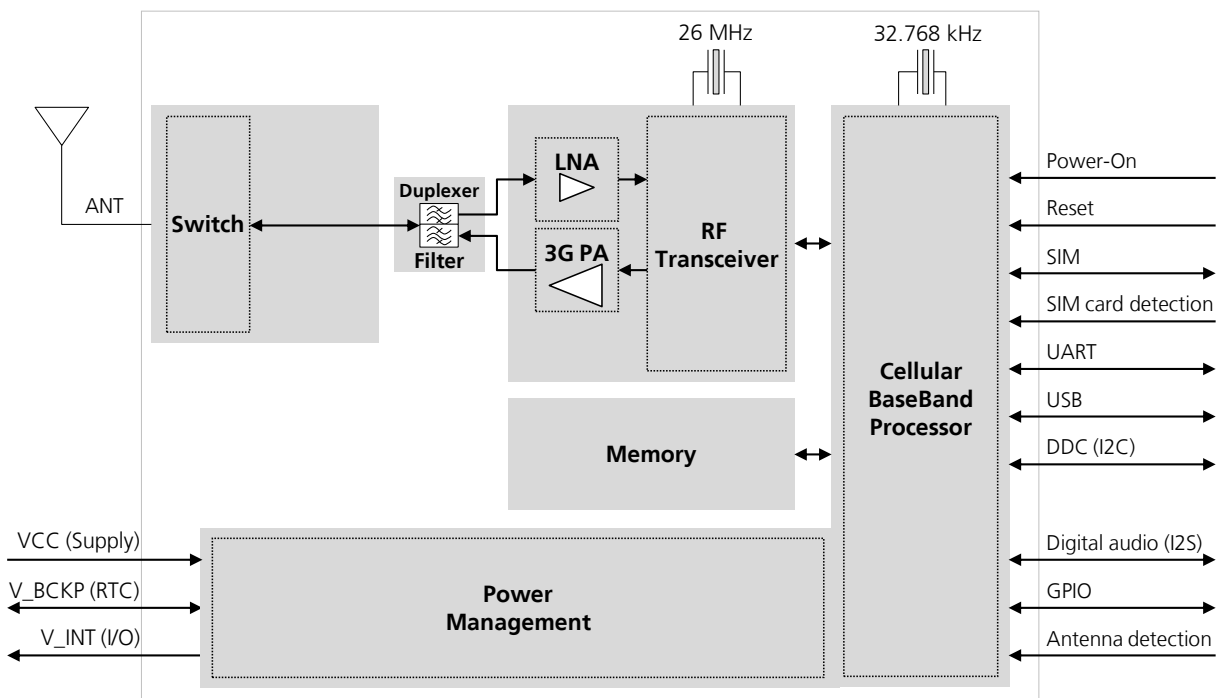 26 MHz
32.768 kHz
ANT
Switch
Duplexer
Filter
LNA
3G PA
RF
Transceiver
Memory
Cellular
BaseBand
Processor
Power-On
Reset
SIM
SIM card detection
UART
USB
DDC (I2C)
Digital audio (I2S)
GPIO
Antenna detection
VCC (Supply)
V_BCKP (RTC)
V_INT (I/O)
Power
Management